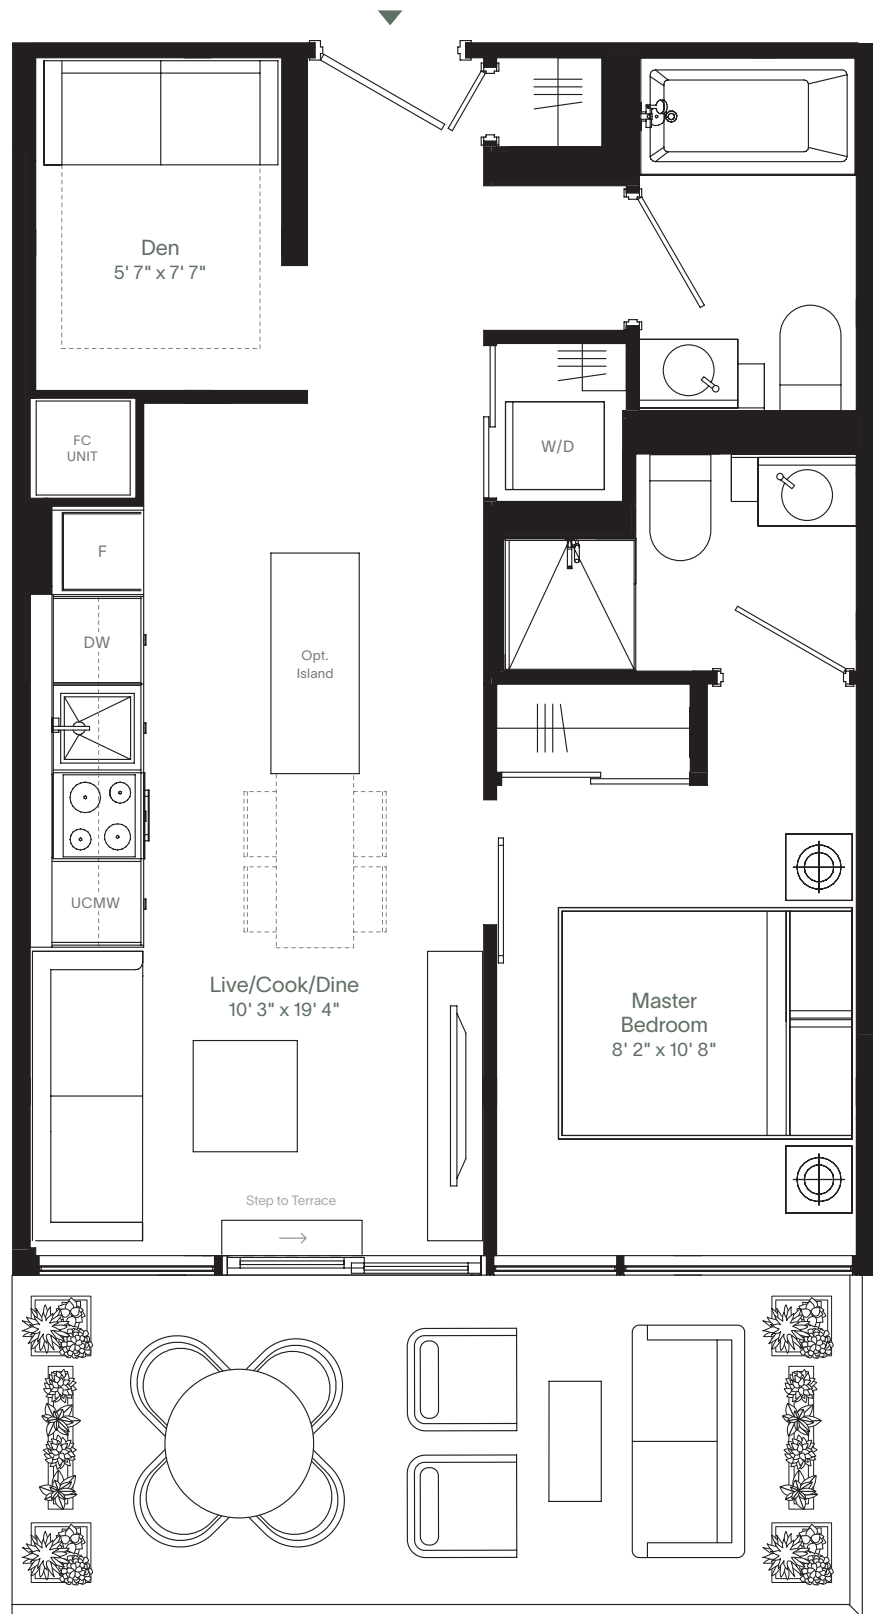 Den
5' 7" x 7' 7"
FC
UNIT
W/D
F
DW
Opt.
Island
UCMW
Live/Cook/Dine
10' 3" x 19' 4"
Master
Bedroom
8' 2" x 10' 8"
Step to Terrace